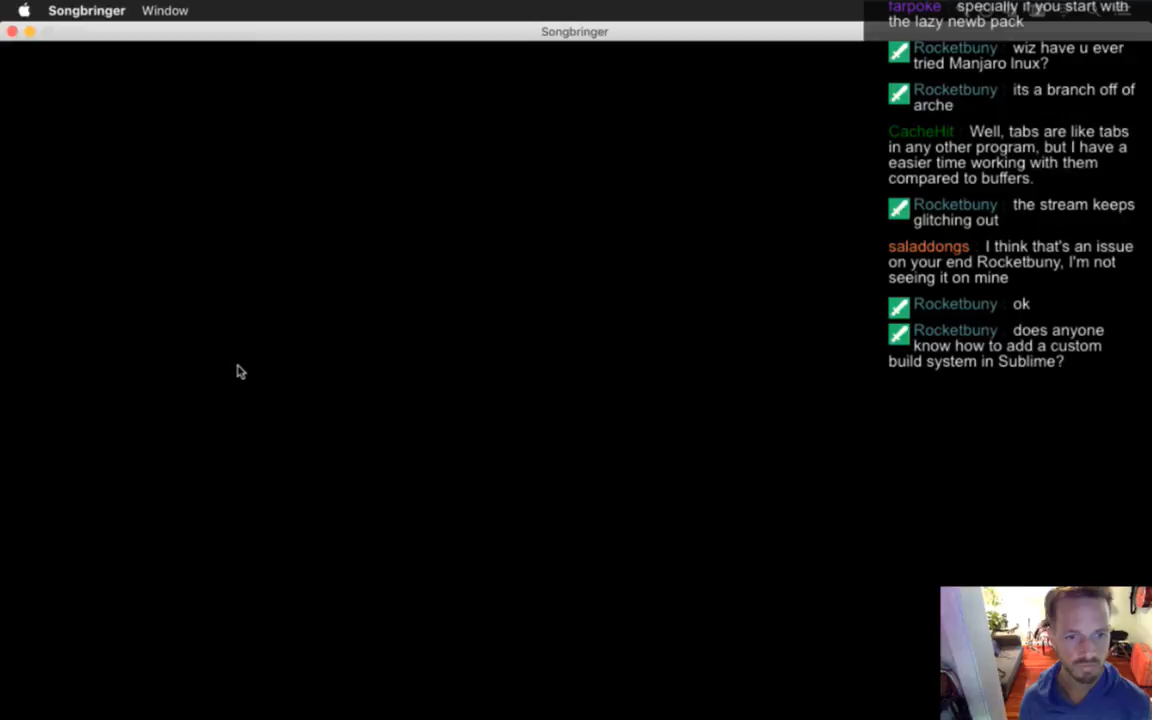 Songbringer Window
Songbringer
farpoke : specially if you start with
the lazy newb pack
Rocketbuny : wiz have u ever
tried Manjaro lnux?
Rocketbuny : its a branch off of
arche
CacheHit : Well, tabs are like tabs
in any other program, but I have a
easier time working with them
compared to buffers.
Rocketbuny : the stream keeps
glitching out
saladdongs : I think that's an issue
on your end Rocketbuny, I'm not
seeing it on mine
Rocketbuny : ok
Rocketbuny : does anyone
know how to add a custom
build system in Sublime?